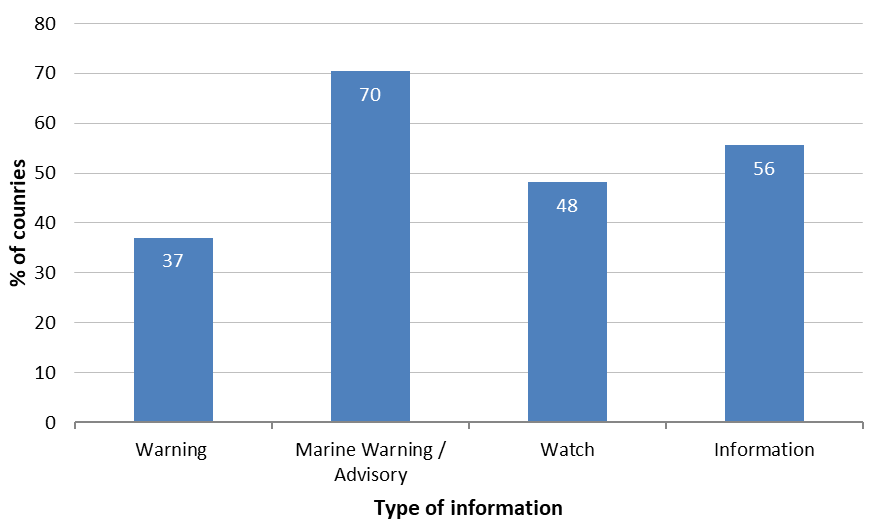 80
70
60
50
40
30
20
10
0
% of counries
37
70
48
56
Warning
Marine Warning /
Advisory
Watch
Information
Type of information